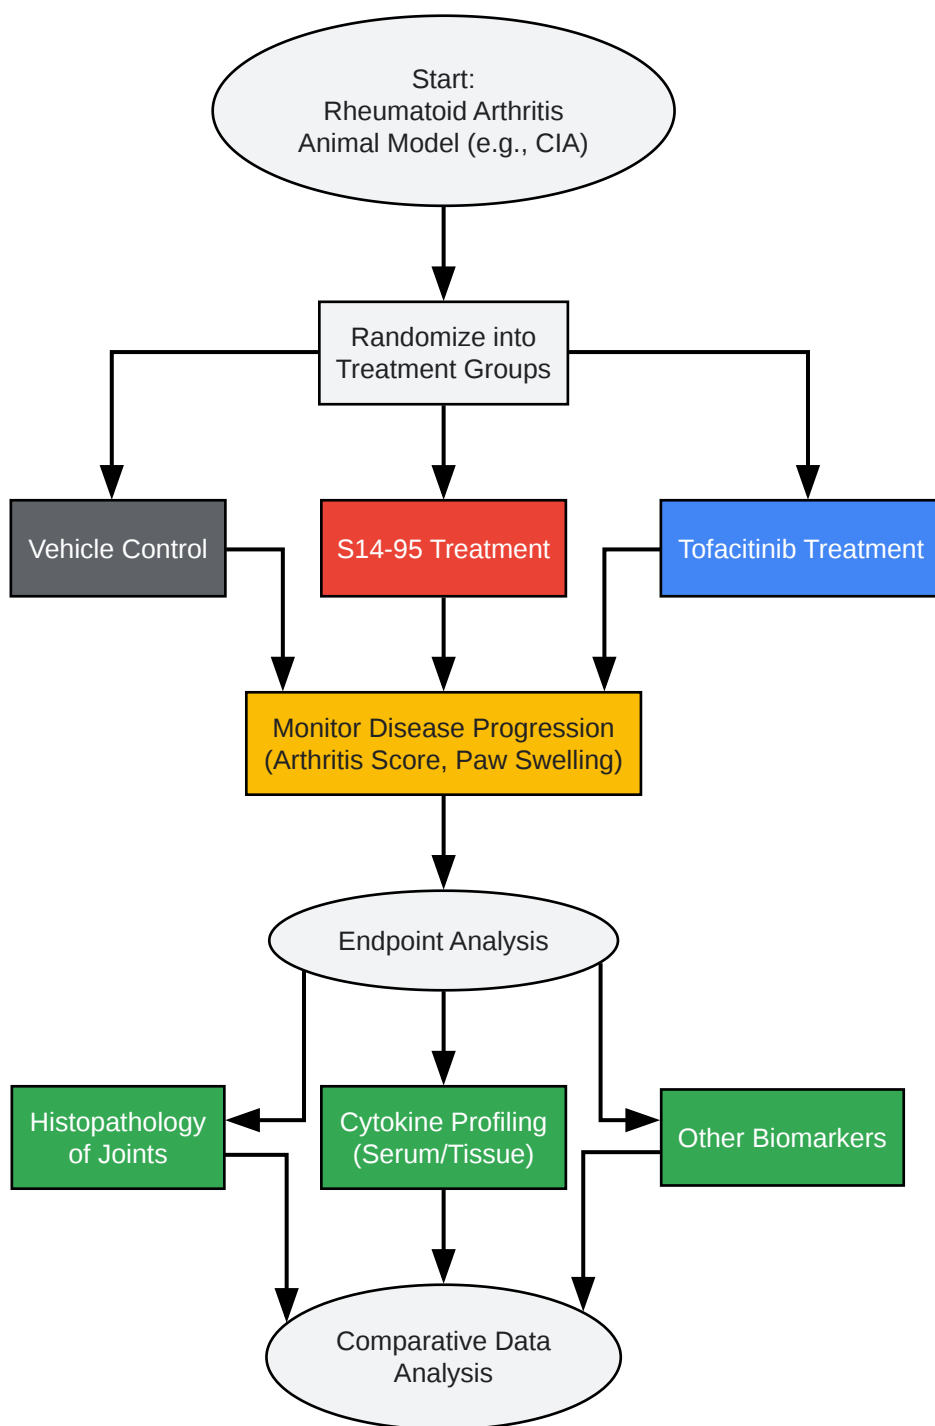 Start:
Rheumatoid Arthritis
Animal Model (e.g., CIA)
Randomize into
Treatment Groups
Vehicle Control
S14-95 Treatment
Tofacitinib Treatment
Monitor Disease Progression
(Arthritis Score, Paw Swelling)
Endpoint Analysis
Histopathology
of Joints
Cytokine Profiling
(Serum/Tissue)
Other Biomarkers
Comparative Data
Analysis